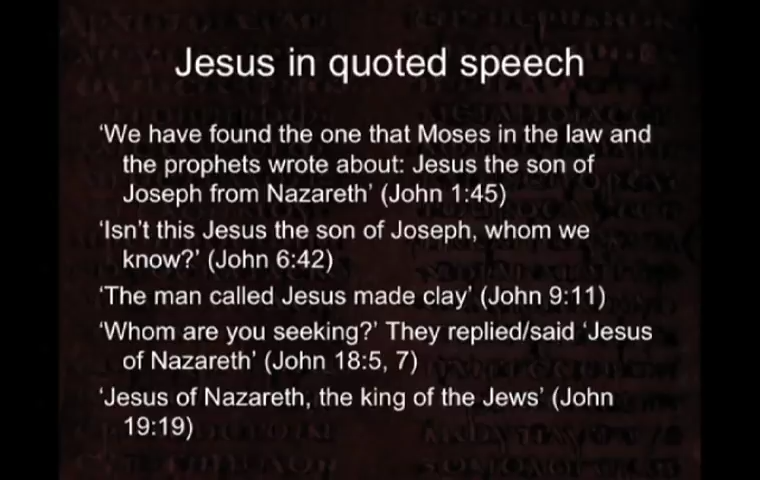 Jesus in quoted speech
‘We have found the one that Moses in the law and
the prophets wrote about: Jesus the son of
Joseph from Nazareth’ (John 1:45)
‘Isn’t this Jesus the son of Joseph, whom we
know?’ (John 6:42)
‘The man called Jesus made clay’ (John 9:11)
‘Whom are you seeking?’ They replied/said ‘Jesus
of Nazareth’ (John 18:5, 7)
‘Jesus of Nazareth, the king of the Jews’ (John
19:19)